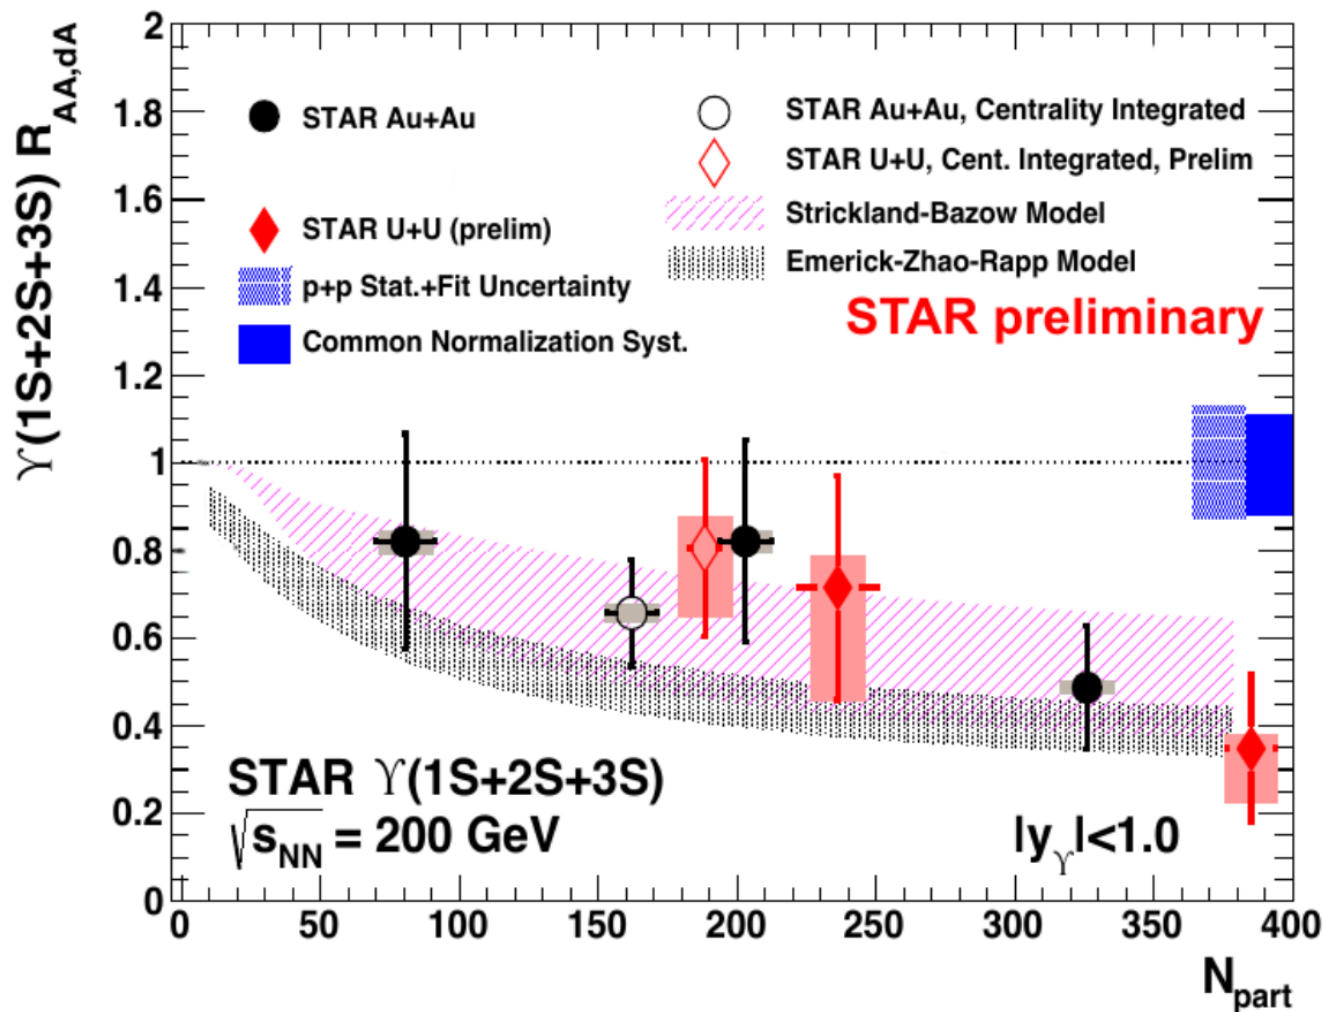 ϒ(1S+2S+3S) R_AA,dA
2
1.8
1.6
1.4
1.2
1
0.8
0.6
0.4
0.2
0
STAR Au+Au
STAR U+U (prelim)
p+p Stat.+Fit Uncertainty
Common Normalization Syst.
STAR Au+Au, Centrality Integrated
STAR U+U, Cent. Integrated, Prelim
Strickland-Bazow Model
Emerick-Zhao-Rapp Model
STAR preliminary
STAR ϒ(1S+2S+3S)
√s_NN = 200 GeV
|y_ϒ|<1.0
0 50 100 150 200 250 300 350 400
N_part